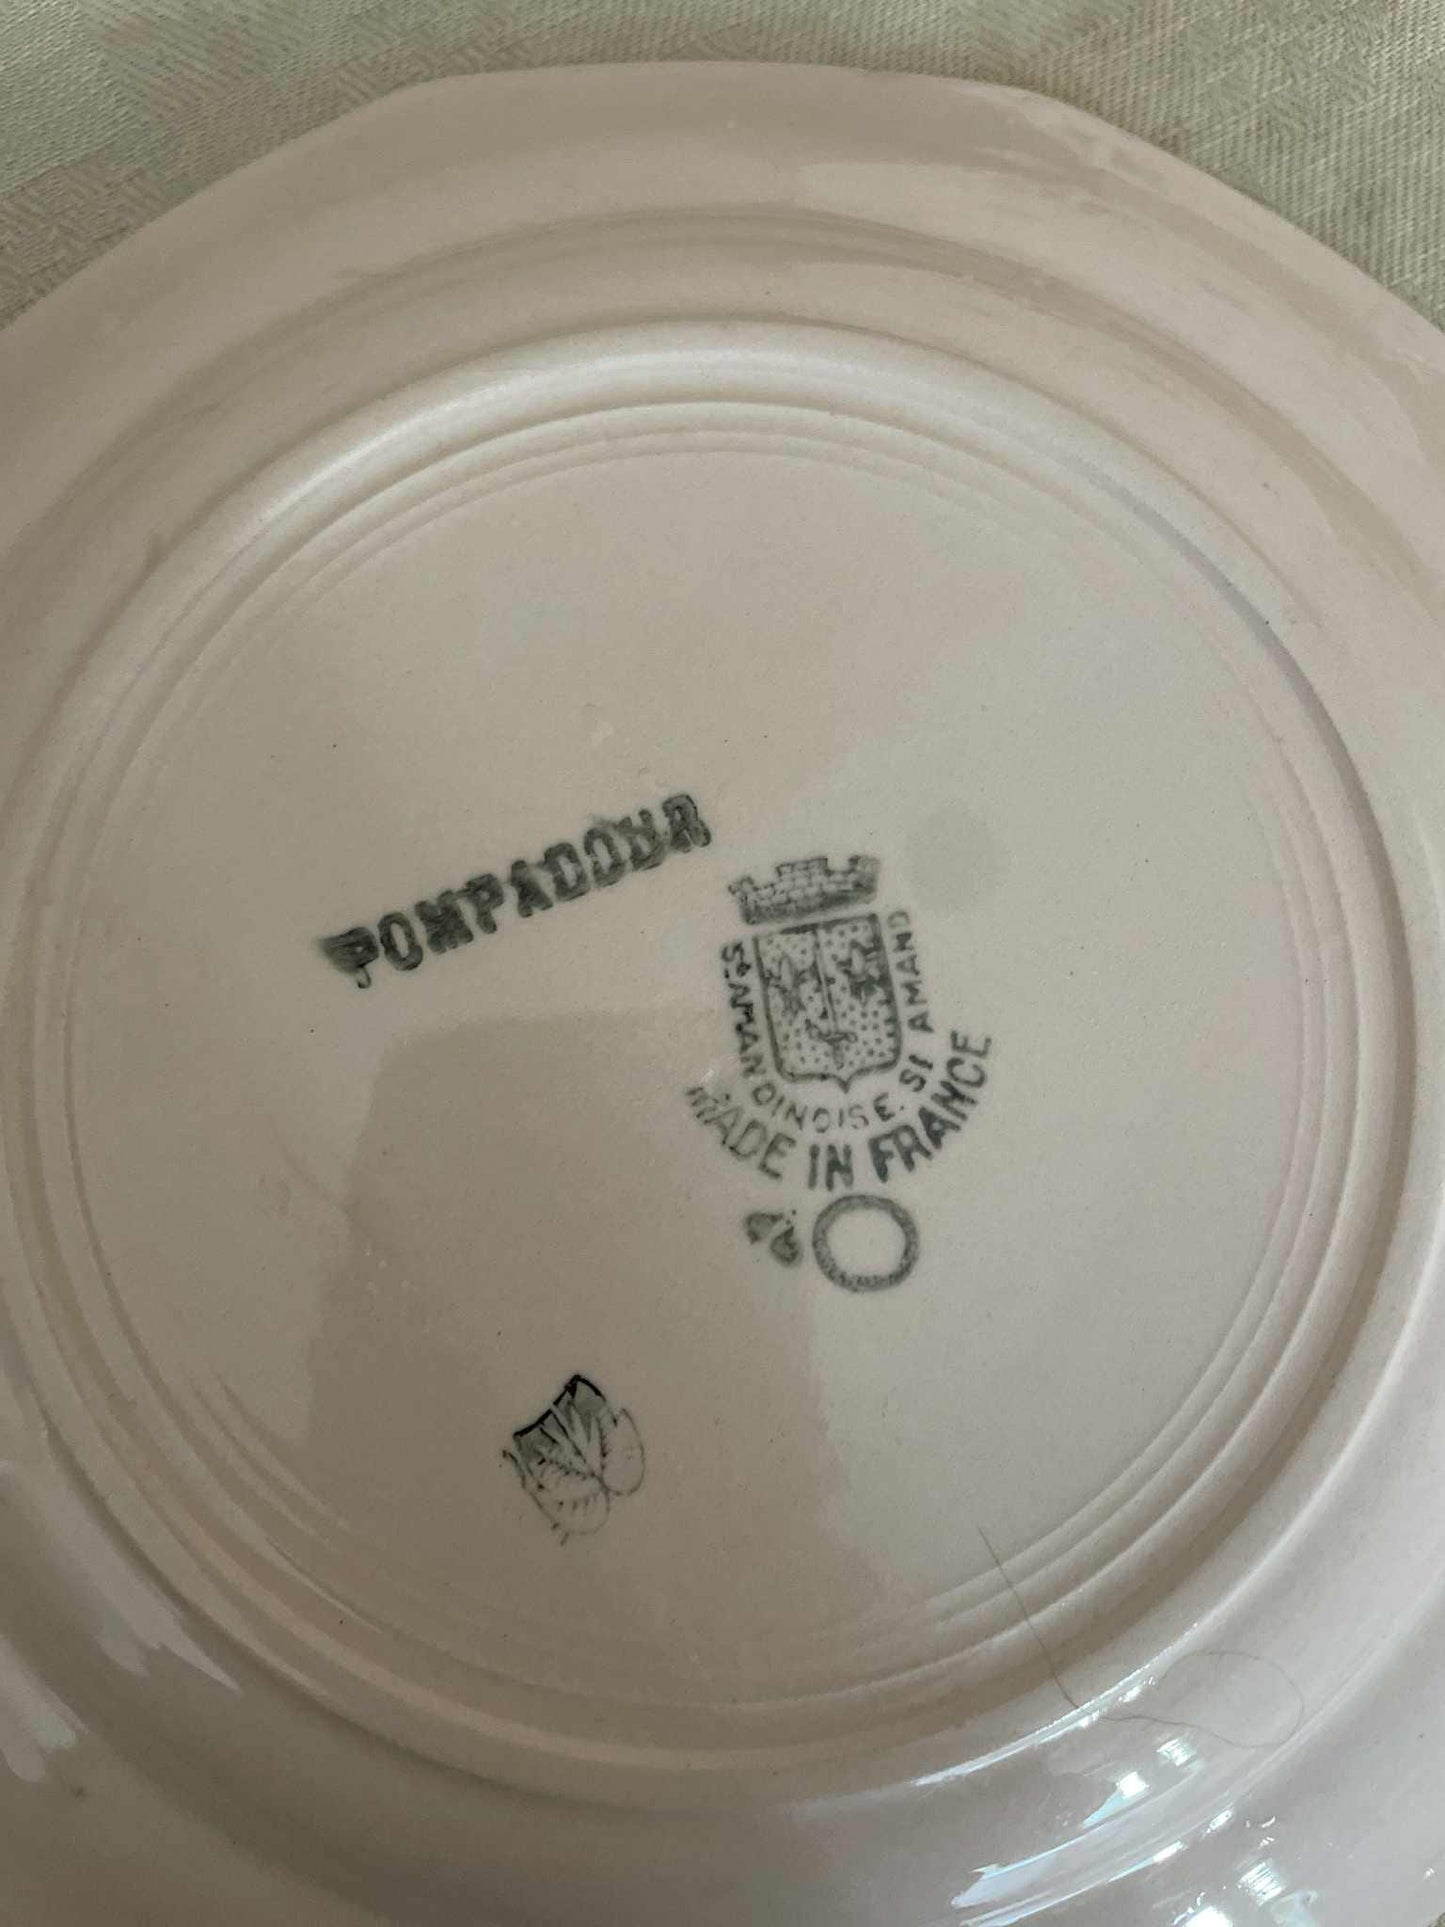 POMPADOUR
St. AMANDINOISE. St AMAND
MADE IN FRANCE